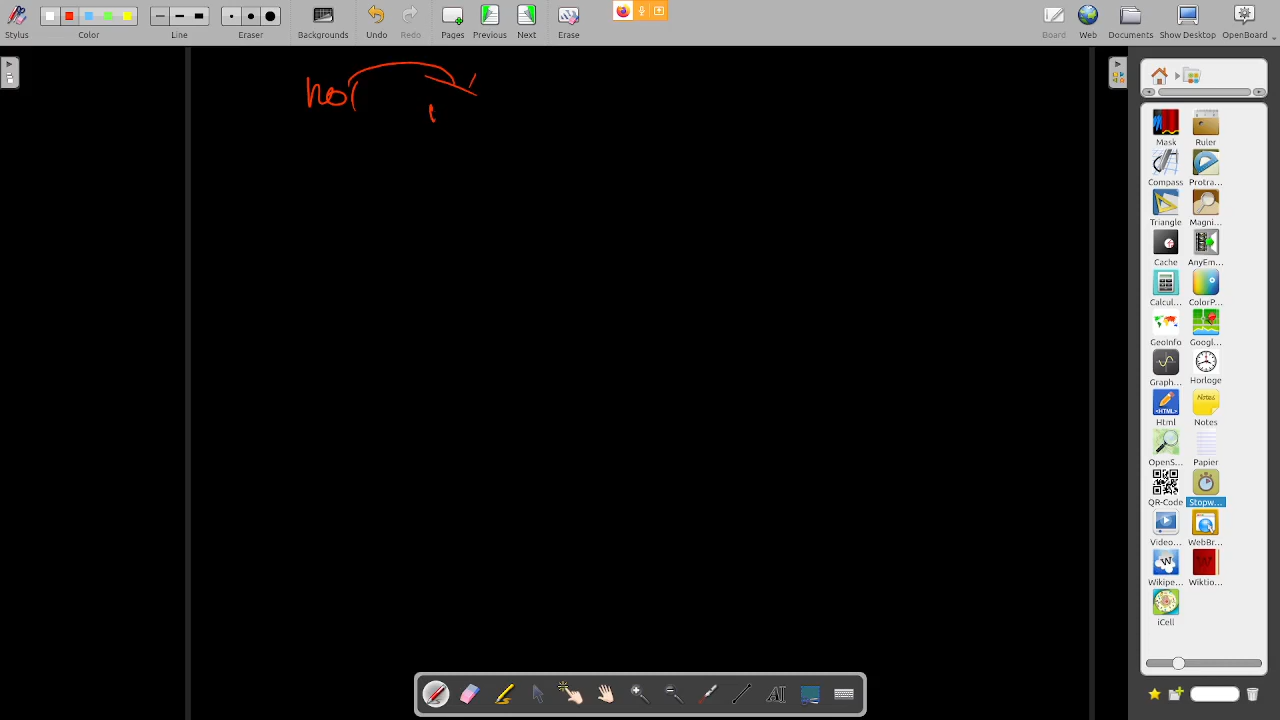 Stylus Color Line Eraser Backgrounds Undo Redo Pages Previous Next Erase Board Web Documents Show Desktop OpenBoard
Mask Ruler
Compass Protra...
Triangle Magni...
Cache AnyEm...
Calcul... ColorP...
GeoInfo Googl...
Graph... Horloge
Html Notes
OpenS... Papier
QR-Code Stopw...
Video... WebBr...
Wikipe... Wiktio...
iCell